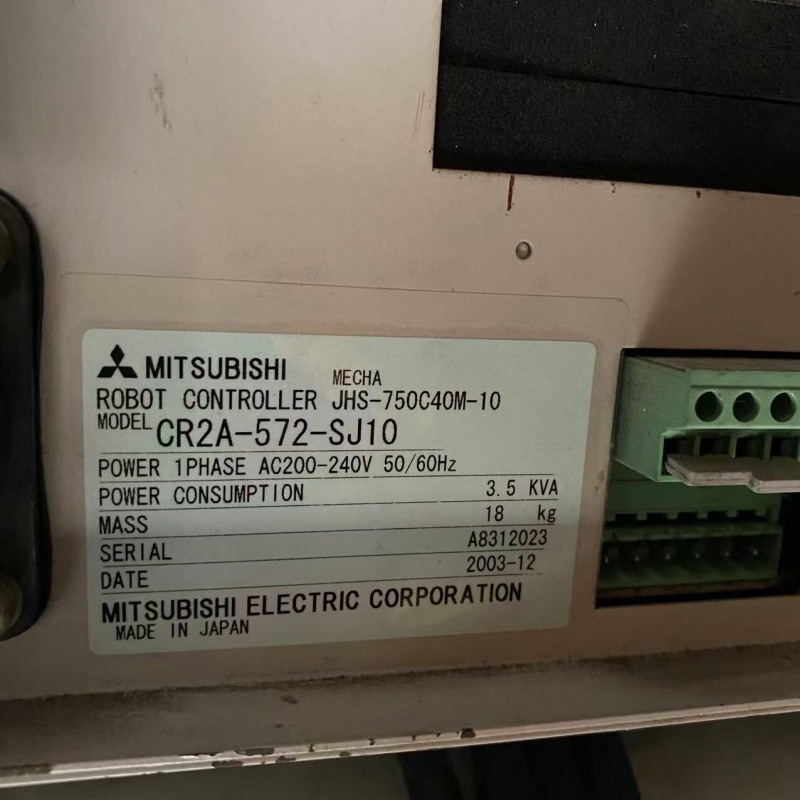 MITSUBISHI MECHA
ROBOT CONTROLLER JHS-750C40M-10
MODEL CR2A-572-SJ10
POWER 1PHASE AC200-240V 50/60Hz
POWER CONSUMPTION 3.5 KVA
MASS 18 kg
SERIAL A8312023
DATE 2003-12
MITSUBISHI ELECTRIC CORPORATION
MADE IN JAPAN